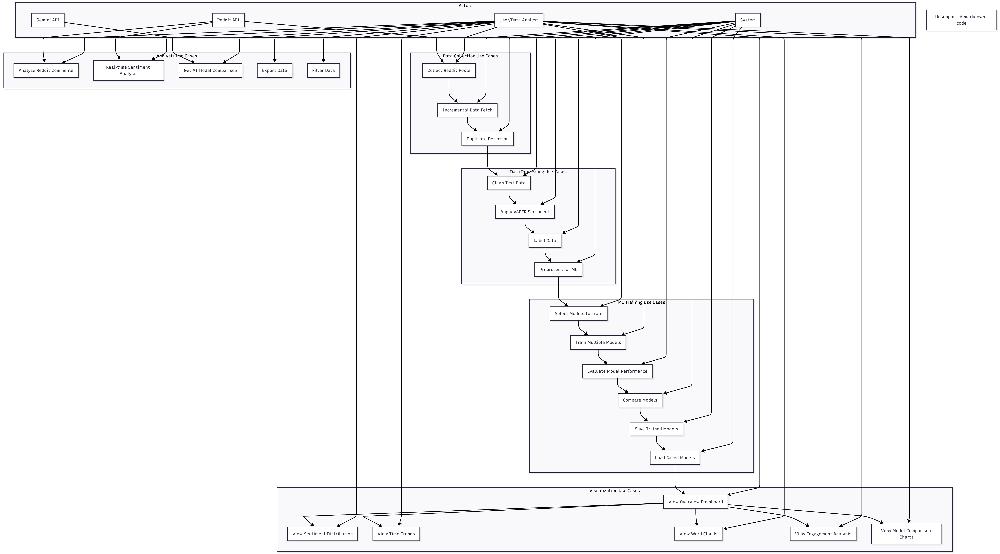 Actors
Gemini API
Reddit API
User/Data Analyst
System
Unsupported markdown:
code
Analysis Use Cases
Analyze Reddit Comments
Real-time Sentiment
Analysis
Get AI Model Comparison
Export Data
Filter Data
Data Collection Use Cases
Collect Reddit Posts
Incremental Data Fetch
Duplicate Detection
Data Processing Use Cases
Clean Text Data
Apply VADER Sentiment
Label Data
Preprocess for ML
ML Training Use Cases
Select Models to Train
Train Multiple Models
Evaluate Model Performance
Compare Models
Save Trained Models
Load Saved Models
Visualization Use Cases
View Overview Dashboard
View Sentiment Distribution
View Time Trends
View Word Clouds
View Engagement Analysis
View Model Comparison
Charts